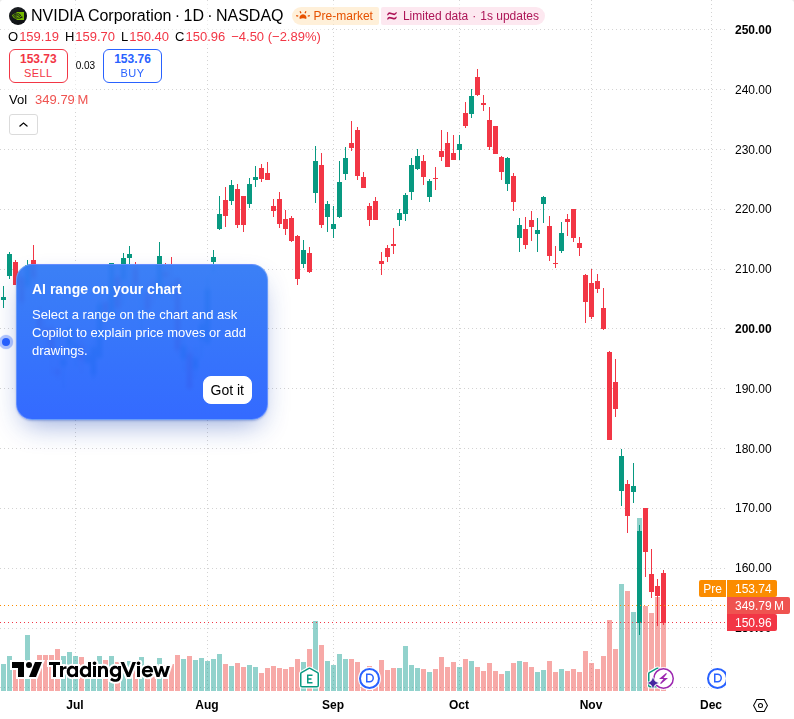 NVIDIA Corporation · 1D · NASDAQ Pre-market Limited data · 1s updates
O159.19 H159.70 L150.40 C150.96 −4.50 (−2.89%)
153.73 SELL 0.03 153.76 BUY
Vol 349.79 M
250.00
240.00
230.00
220.00
210.00
200.00
190.00
180.00
170.00
160.00
AI range on your chart
Select a range on the chart and ask
Copilot to explain price moves or add
drawings.
Got it
Pre 153.74
349.79 M
150.96
TradingView
E D D
Jul Aug Sep Oct Nov Dec